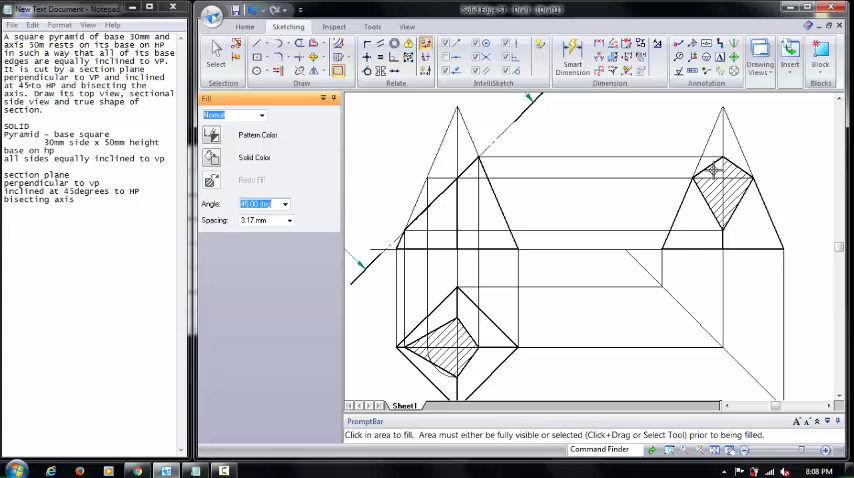 New Text Document - Notepad
Solid Edge ST - Draft - [Draft1]
File Edit Format View Help
Home Sketching Inspect Tools View
A square pyramid of base 30mm and
axis 50m rests on its base on HP
in such a way that all of its base
edges are equally inclined to VP.
It is cut by a section plane
perpendicular to VP and inclined
at 45to HP and bisecting the
axis. Draw its top view, sectional
side view and true shape of
section.
SOLID
Pyramid - base square
30mm side x 50mm height
base on hp
all sides equally inclined to vp
section plane
perpendicular to vp
inclined at 45degrees to HP
bisecting axis
Select
Smart
Dimension
Drawing
Views
Insert
Block
Selection
Draw
Relate
IntelliSketch
Dimension
Annotation
Fill
Normal
Pattern Color
Solid Color
Redo Fill
Angle: 45.00 deg
Spacing: 3.17 mm
Sheet1
PromptBar
Click in area to fill. Area must either be fully visible or selected (Click+Drag or Select Tool) prior to being filled.
Command Finder
8:08 PM